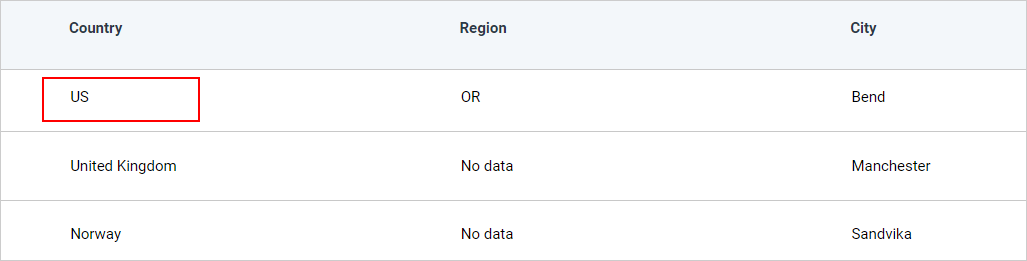 Country Region City
US OR Bend
United Kingdom No data Manchester
Norway No data Sandvika